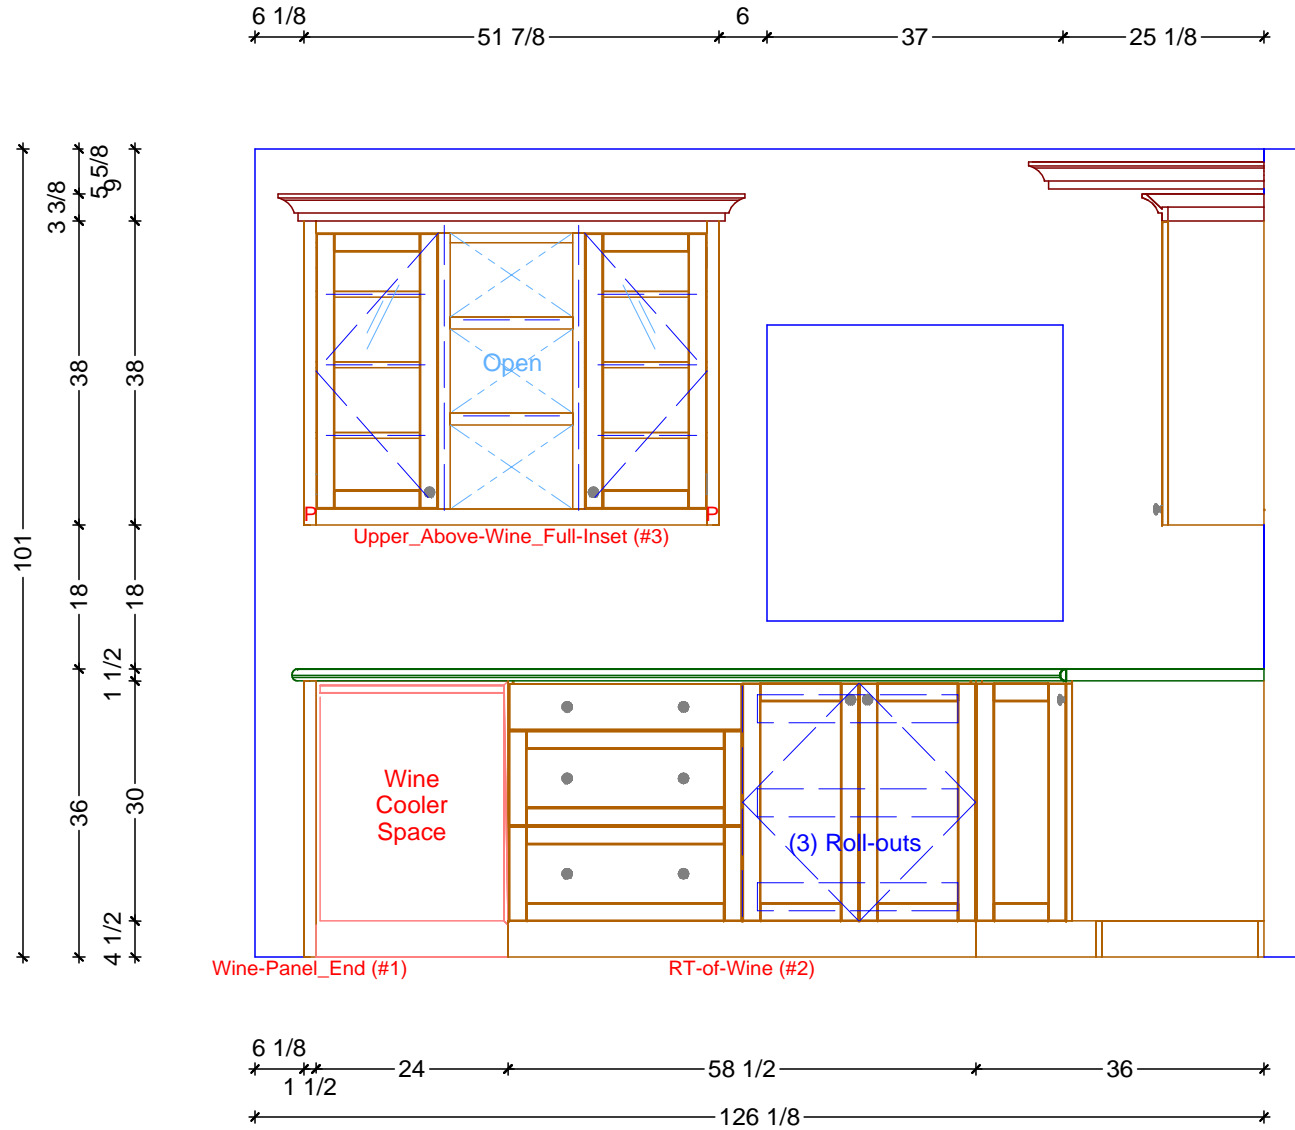 6 1/8
51 7/8
6
37
25 1/8
101
3 3/8
5 5/8
9
38
38
18
18
1 1/2
36
30
4 1/2
Open
P
P
Upper_Above-Wine_Full-Inset (#3)
Wine
Cooler
Space
(3) Roll-outs
Wine-Panel_End (#1)
RT-of-Wine (#2)
6 1/8
1 1/2
24
58 1/2
36
126 1/8